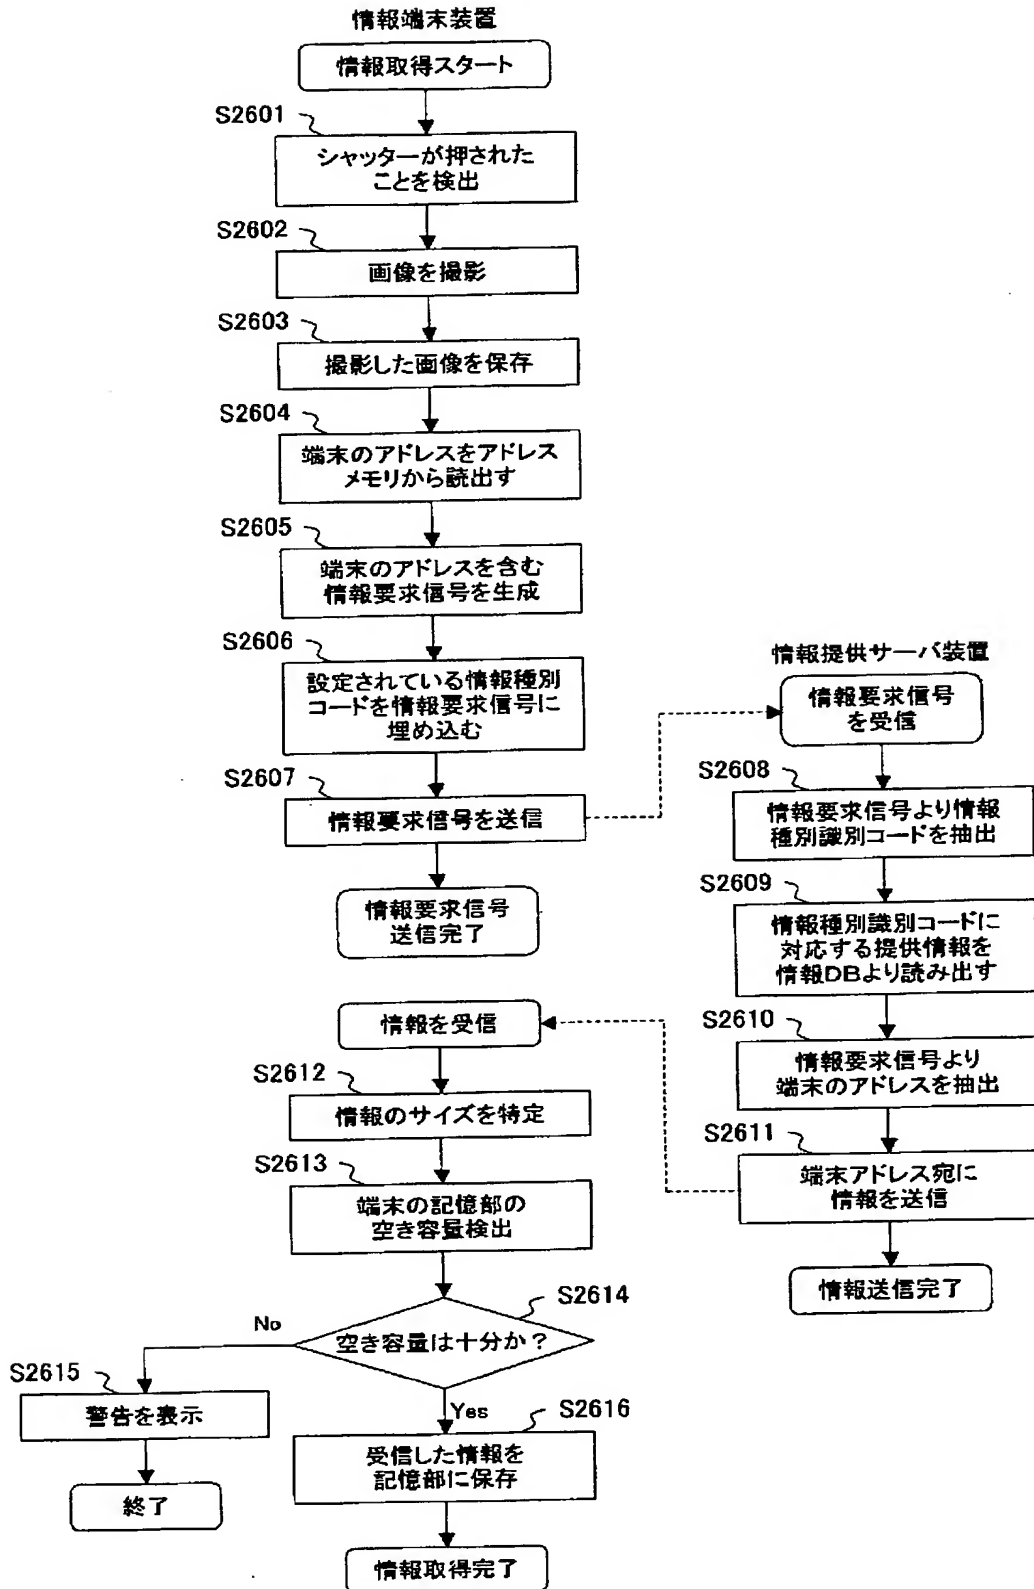 情報端末装置
情報取得スタート
S2601
シャッターが押された
ことを検出
S2602
画像を撮影
S2603
撮影した画像を保存
S2604
端末のアドレスをアドレス
メモリから読出す
S2605
端末のアドレスを含む
情報要求信号を生成
S2606
設定されている情報種別
コードを情報要求信号に
埋め込む
S2607
情報要求信号を送信
情報要求信号
送信完了
情報提供サーバ装置
情報要求信号
を受信
S2608
情報要求信号より情報
種別識別コードを抽出
S2609
情報種別識別コードに
対応する提供情報を
情報DBより読み出す
S2610
情報要求信号より
端末のアドレスを抽出
S2611
端末アドレス宛に
情報を送信
情報送信完了
情報を受信
S2612
情報のサイズを特定
S2613
端末の記憶部の
空き容量検出
S2614
空き容量は十分か？
No
S2615
警告を表示
終了
Yes
S2616
受信した情報を
記憶部に保存
情報取得完了